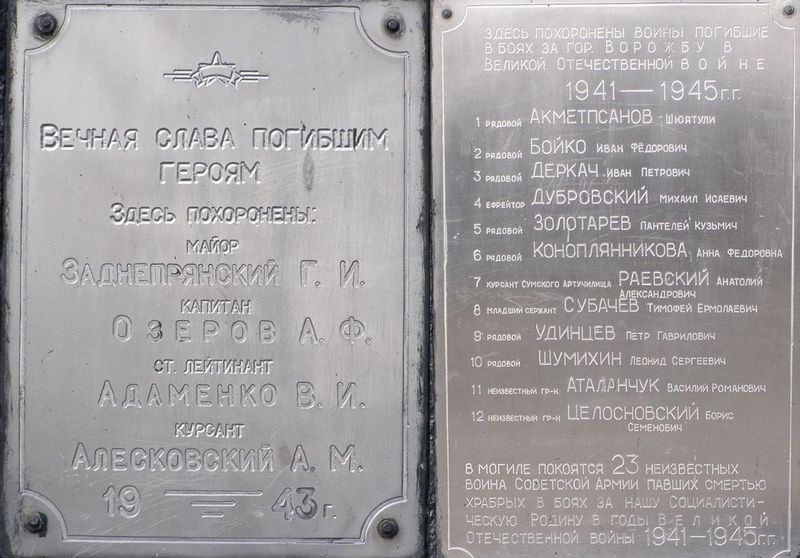 Вечная слава погибшим
героям
Здесь похоронены:
майор
Заднепрянский Г. И.
капитан
Озеров А. Ф.
ст. лейтинант
Адаменко В. И.
курсант
Алесковский А. М.
1943 г.
Здесь похоронены воины погибшие
в боях за гор. Ворожбу в
Великой Отечественной войне
1941—1945 г.г.
1 рядовой Акметпсанов Шюятули
2 рядовой Бойко Иван Фёдорович
3 рядовой Деркач Иван Петрович
4 ефрейтор Дубровский Михаил Исаевич
5 рядовой Золотарев Пантелей Кузьмич
6 рядовой Коноплянникова Анна Федоровна
7 курсант Сумского Артучилища Раевский Анатолий
Александрович
8 младший сержант Субачёв Тимофей Ермолаевич
9 рядовой Удинцев Петр Гаврилович
10 рядовой Шумихин Леонид Сергеевич
11 неизвестный гр-н Аталанчук Василий Романович
12 неизвестный гр-н Целосновский Борис
Семенович
В могиле покоятся 23 неизвестных
воина Советской Армии павших смертью
храбрых в боях за нашу Социалисти-
ческую Родину в годы Великой
Отечественной войны 1941—1945 г.г.